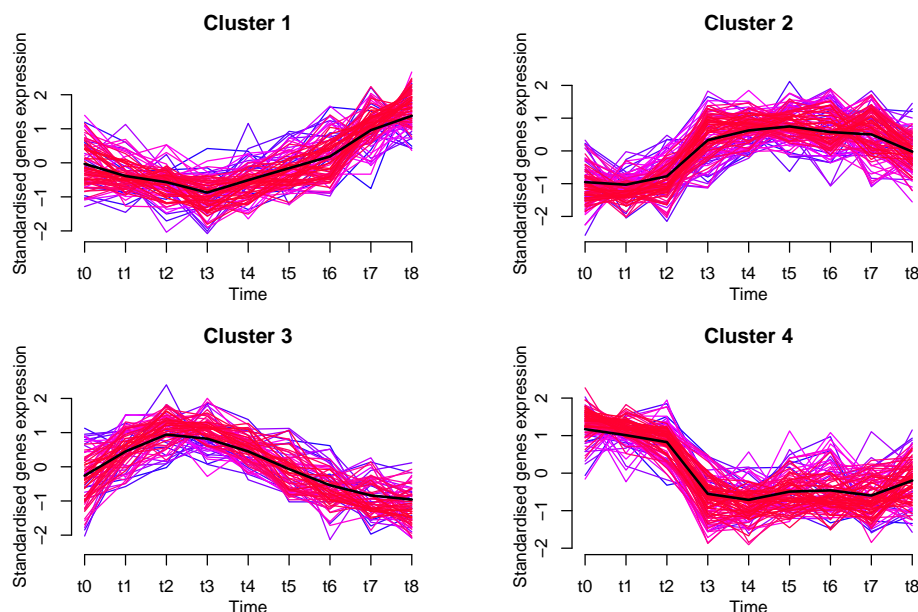 Cluster 1
Standardised genes expression
2
1
0
−1
−2
t0 t1 t2 t3 t4 t5 t6 t7 t8
Time
Cluster 2
Standardised genes expression
2
1
0
−1
−2
t0 t1 t2 t3 t4 t5 t6 t7 t8
Time
Cluster 3
Standardised genes expression
2
1
0
−1
−2
t0 t1 t2 t3 t4 t5 t6 t7 t8
Time
Cluster 4
Standardised genes expression
2
1
0
−1
−2
t0 t1 t2 t3 t4 t5 t6 t7 t8
Time